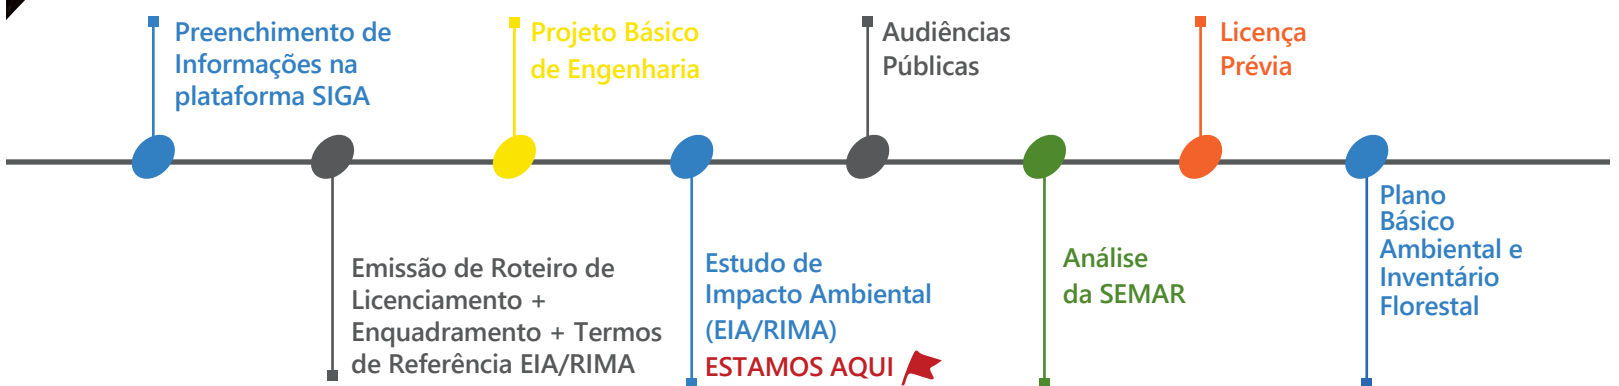 Preenchimento de
Informações na
plataforma SIGA
Emissão de Roteiro de
Licenciamento +
Enquadramento + Termos
de Referência EIA/RIMA
Projeto Básico
de Engenharia
Estudo de
Impacto Ambiental
(EIA/RIMA)
ESTAMOS AQUI
Audiências
Públicas
Análise
da SEMAR
Licença
Prévia
Plano
Básico
Ambiental e
Inventário
Florestal